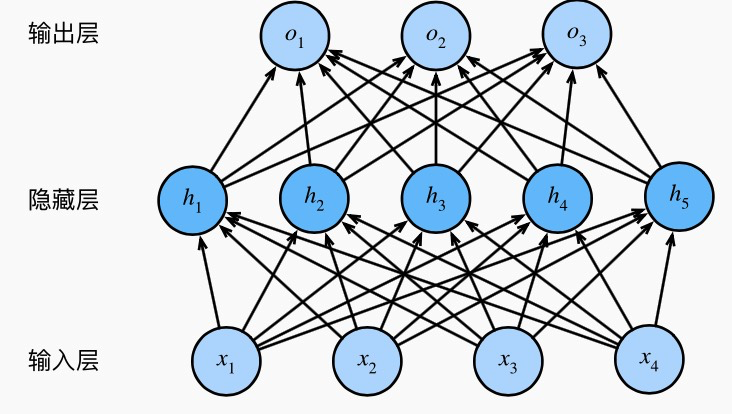 输出层 o1 o2 o3
隐藏层 h1 h2 h3 h4 h5
输入层 x1 x2 x3 x4